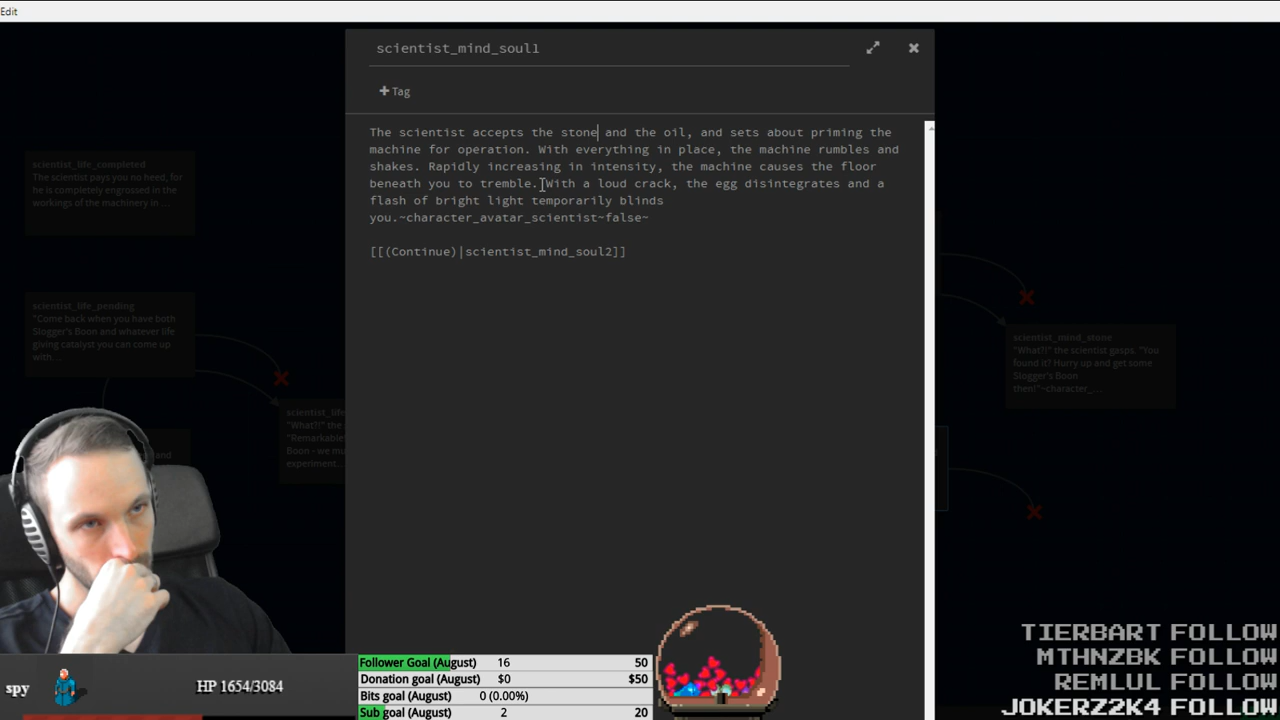 Edit
scientist_mind_soul1
+ Tag
The scientist accepts the stone and the oil, and sets about priming the
machine for operation. With everything in place, the machine rumbles and
shakes. Rapidly increasing in intensity, the machine causes the floor
beneath you to tremble. With a loud crack, the egg disintegrates and a
flash of bright light temporarily blinds
you.~character_avatar_scientist~false~
[[(Continue)|scientist_mind_soul2]]
scientist_life_completed
The scientist pays you no heed, for
he is completely engrossed in the
workings of the machinery in ...
scientist_life_pending
"Come back when you have both
Slogger's Boon and whatever life
giving catalyst you can come up
with....
scientist_life
"What?!" the
"Remarkable!
Boon - we mu
experiment...
and
scientist_mind_stone
"What?!" the scientist gasps. "You
found it? Hurry up and get some
Slogger's Boon
then!"~character_...
spy
HP 1654/3084
Follower Goal (August) 16 50
Donation goal (August) $0 $50
Bits goal (August) 0 (0.00%)
Sub goal (August) 2 20
TIERBART FOLLOW
MTHNZBK FOLLOW
REMLUL FOLLOW
JOKERZ2K4 FOLLOW